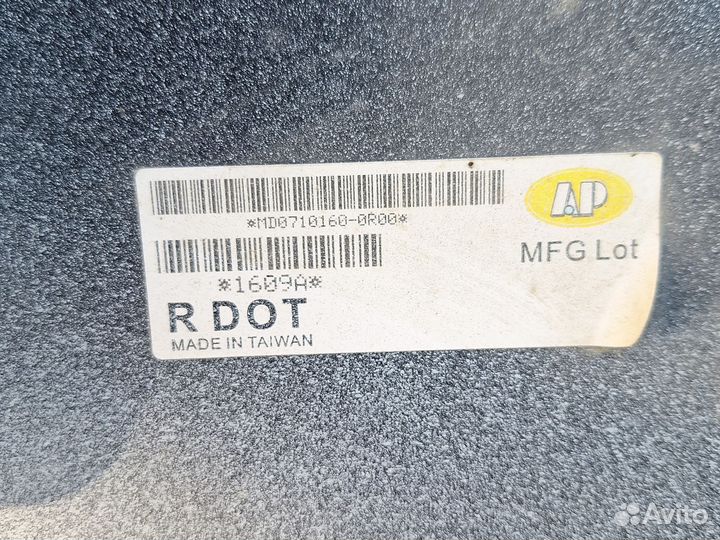 AP
*MD0710160-0R00*
MFG Lot
*1609A*
R DOT
MADE IN TAIWAN
Avito